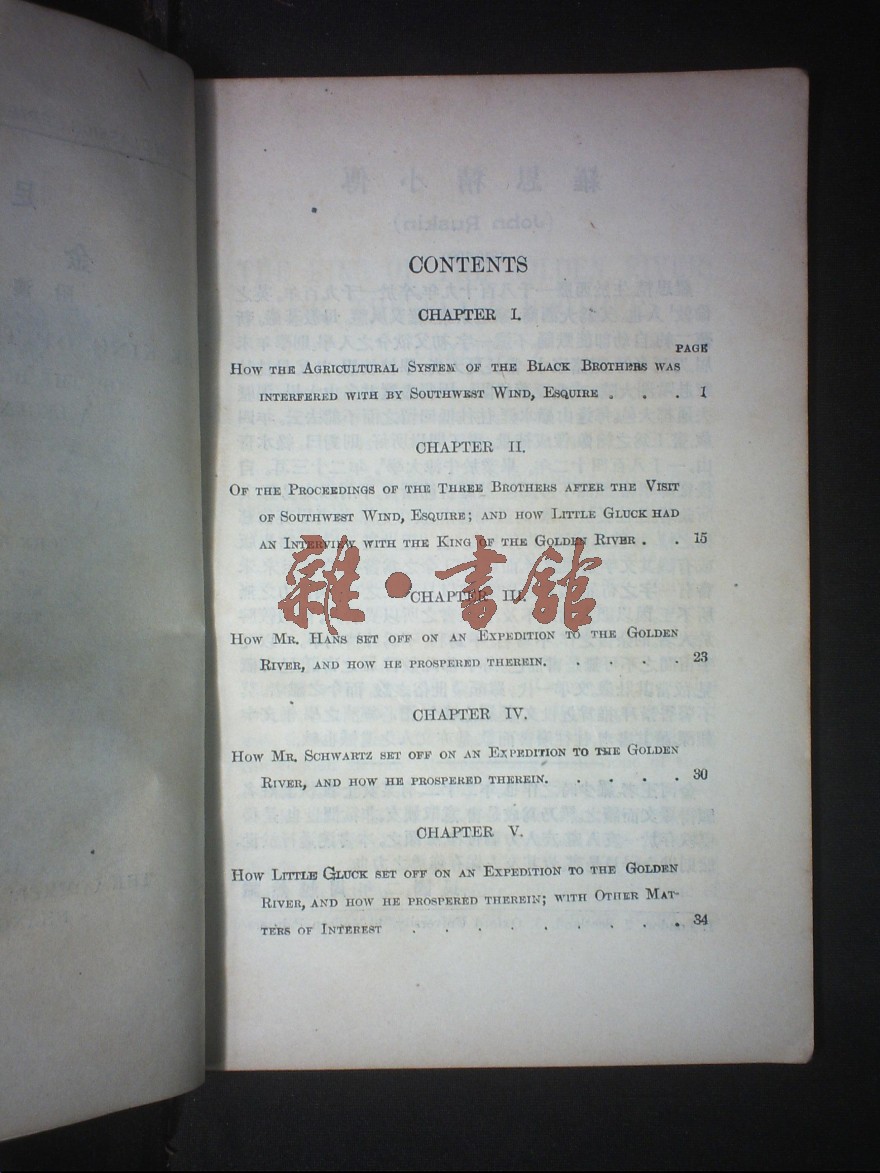 CONTENTS
CHAPTER I.
PAGE
HOW THE AGRICULTURAL SYSTEM OF THE BLACK BROTHERS WAS
INTERFERED WITH BY SOUTHWEST WIND, ESQUIRE . . . 1
CHAPTER II.
OF THE PROCEEDINGS OF THE THREE BROTHERS AFTER THE VISIT
OF SOUTHWEST WIND, ESQUIRE; AND HOW LITTLE GLUCK HAD
AN INTERVIEW WITH THE KING OF THE GOLDEN RIVER . . 15
雜·書館
CHAPTER III.
HOW MR. HANS SET OFF ON AN EXPEDITION TO THE GOLDEN
RIVER, AND HOW HE PROSPERED THEREIN. . . . . 23
CHAPTER IV.
HOW MR. SCHWARTZ SET OFF ON AN EXPEDITION TO THE GOLDEN
RIVER, AND HOW HE PROSPERED THEREIN. . . . . 30
CHAPTER V.
HOW LITTLE GLUCK SET OFF ON AN EXPEDITION TO THE GOLDEN
RIVER, AND HOW HE PROSPERED THEREIN; WITH OTHER MAT-
TERS OF INTEREST . . . . . . . . . 34